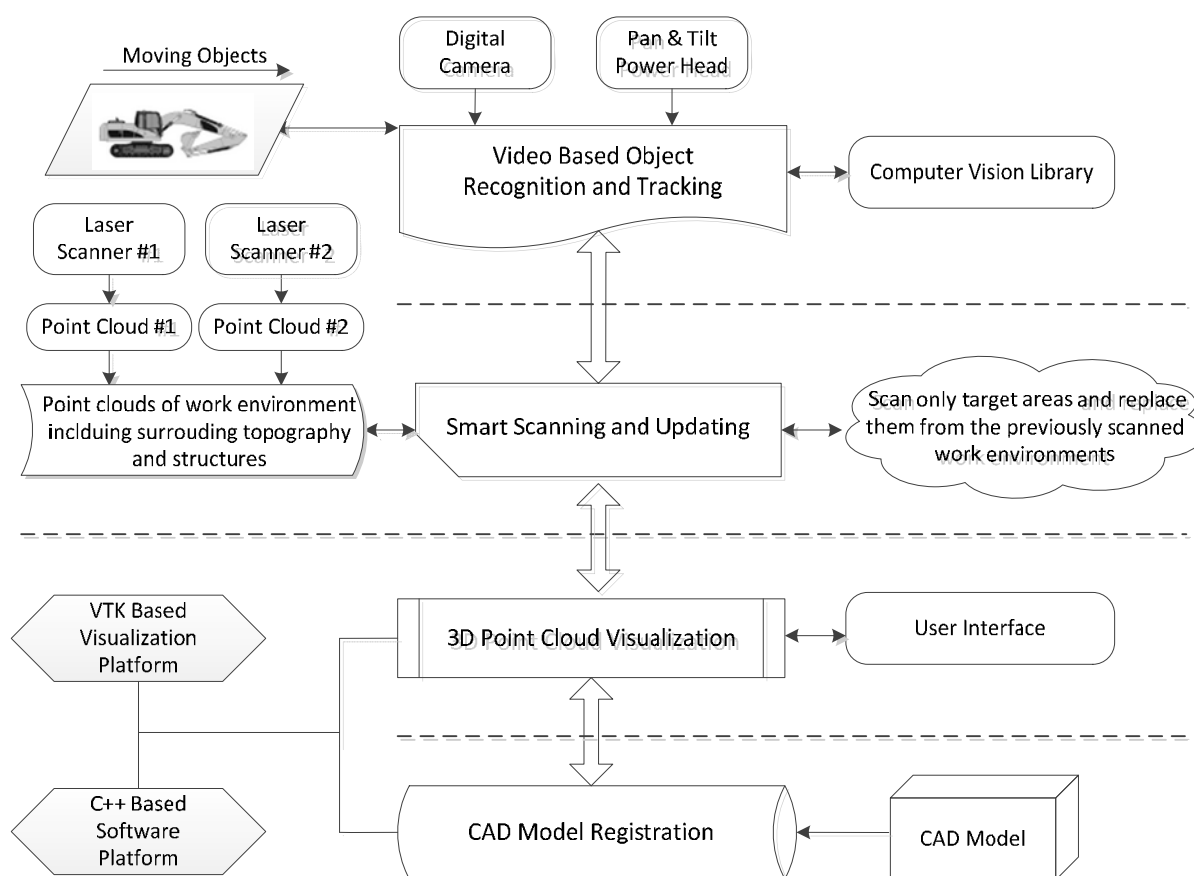 Moving Objects
Digital
Camera
Pan & Tilt
Power Head
Video Based Object
Recognition and Tracking
Computer Vision Library
Laser
Scanner #1
Laser
Scanner #2
Point Cloud #1
Point Cloud #2
Point clouds of work environment
inclduing surrouding topography
and structures
Smart Scanning and Updating
Scan only target areas and replace
them from the previously scanned
work environments
VTK Based
Visualization
Platform
3D Point Cloud Visualization
User Interface
C++ Based
Software
Platform
CAD Model Registration
CAD Model